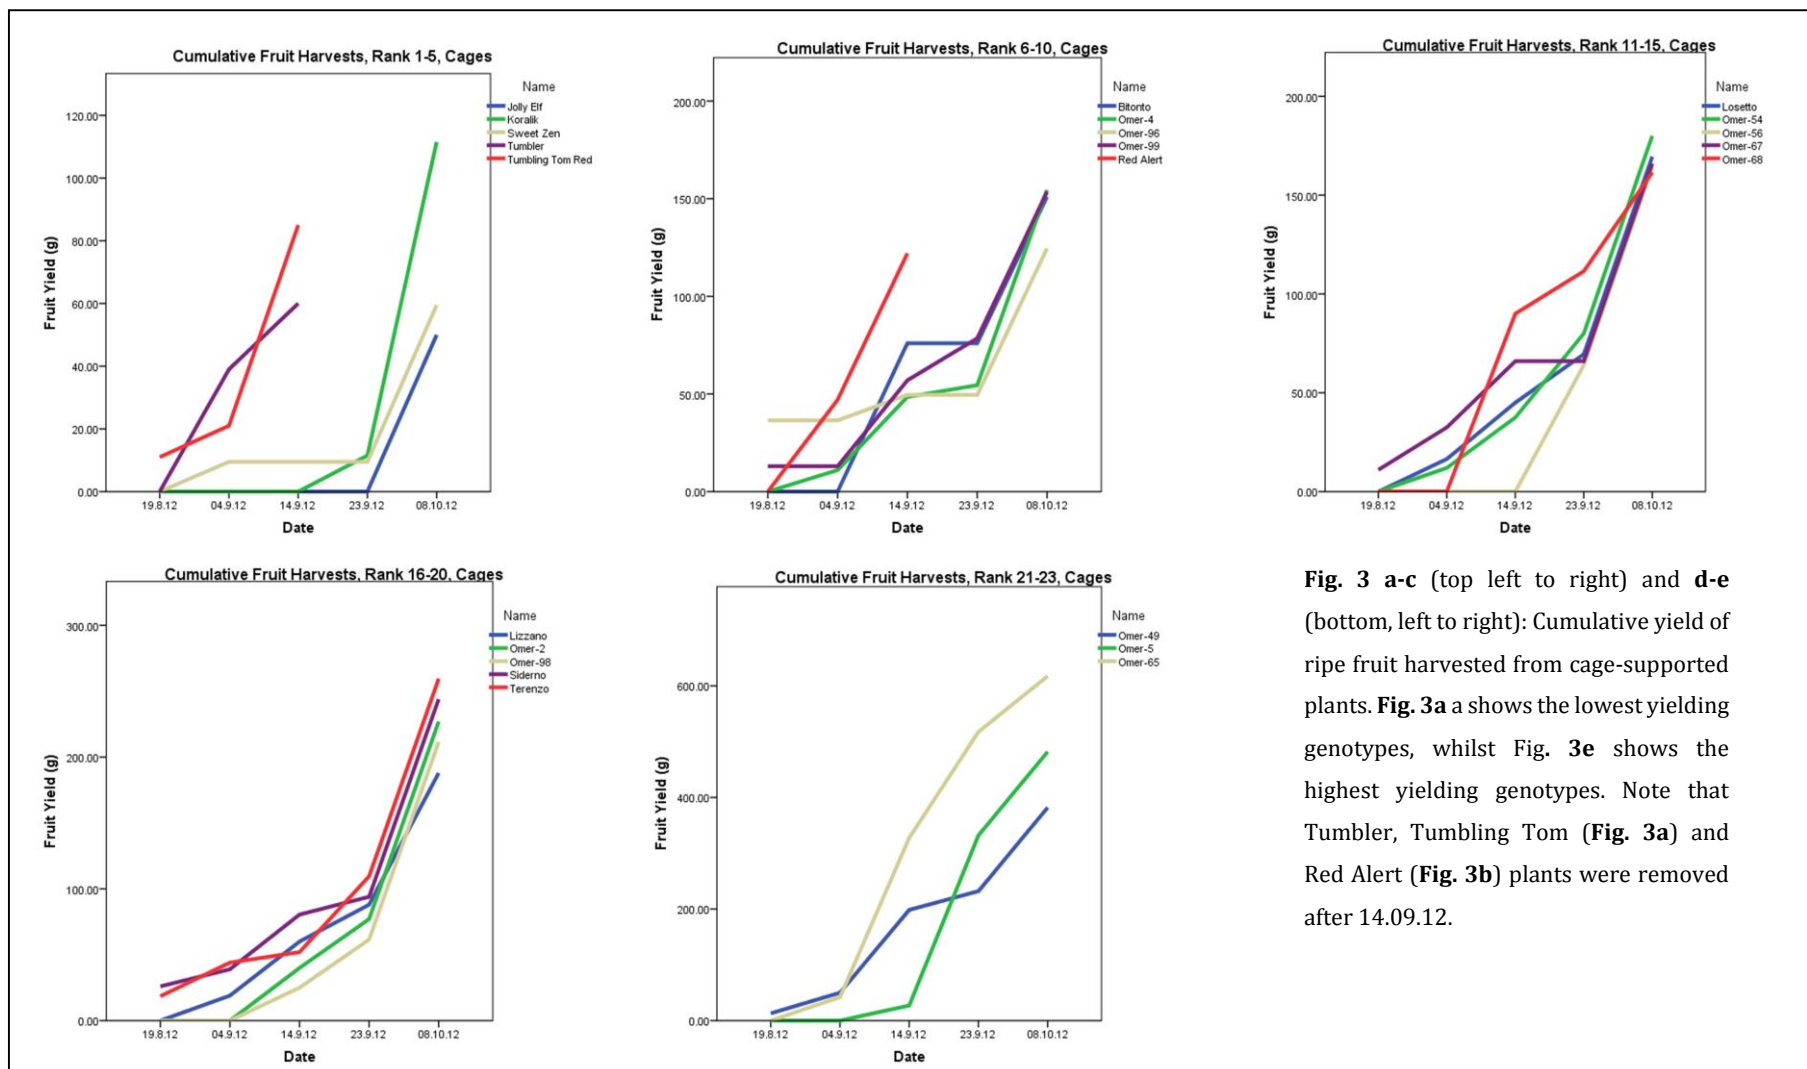 Cumulative Fruit Harvests, Rank 1-5, Cages
Name
Jolly Elf
Koralik
Sweet Zen
Tumbler
Tumbling Tom Red
120.00
100.00
80.00
60.00
40.00
20.00
0.00
Fruit Yield (g)
19.8.12 04.9.12 14.9.12 23.9.12 08.10.12
Date
Cumulative Fruit Harvests, Rank 6-10, Cages
Name
Bitonto
Omer-4
Omer-96
Omer-99
Red Alert
200.00
150.00
100.00
50.00
0.00
Fruit Yield (g)
19.8.12 04.9.12 14.9.12 23.9.12 08.10.12
Date
Cumulative Fruit Harvests, Rank 11-15, Cages
Name
Losetto
Omer-54
Omer-56
Omer-67
Omer-68
200.00
150.00
100.00
50.00
0.00
Fruit Yield (g)
19.8.12 04.9.12 14.9.12 23.9.12 08.10.12
Date
Cumulative Fruit Harvests, Rank 16-20, Cages
Name
Lizzano
Omer-2
Omer-98
Siderno
Terenzo
300.00
200.00
100.00
0.00
Fruit Yield (g)
19.8.12 04.9.12 14.9.12 23.9.12 08.10.12
Date
Cumulative Fruit Harvests, Rank 21-23, Cages
Name
Omer-49
Omer-5
Omer-65
600.00
400.00
200.00
0.00
Fruit Yield (g)
19.8.12 04.9.12 14.9.12 23.9.12 08.10.12
Date
Fig. 3 a-c (top left to right) and d-e
(bottom, left to right): Cumulative yield of
ripe fruit harvested from cage-supported
plants. Fig. 3a a shows the lowest yielding
genotypes, whilst Fig. 3e shows the
highest yielding genotypes. Note that
Tumbler, Tumbling Tom (Fig. 3a) and
Red Alert (Fig. 3b) plants were removed
after 14.09.12.